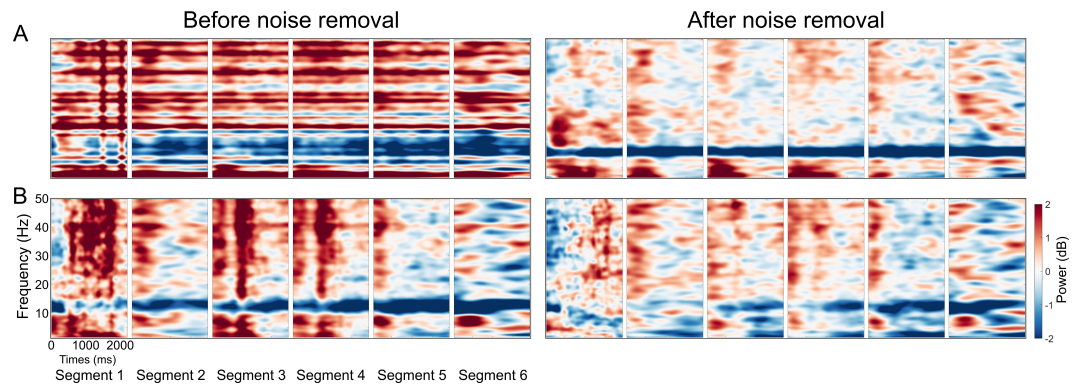 Before noise removal
After noise removal
A
B
50
40
30
20
10
Frequency (Hz)
0 1000 2000
Times (ms)
Segment 1 Segment 2 Segment 3 Segment 4 Segment 5 Segment 6
2
1
0
-1
-2
Power (dB)